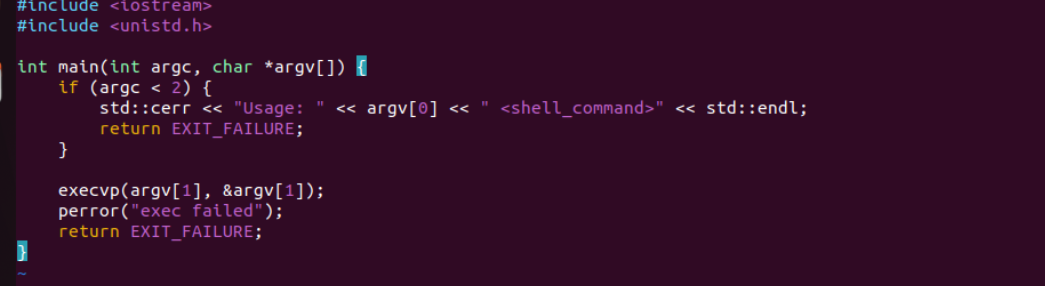 #include <iostream>
#include <unistd.h>

int main(int argc, char *argv[]) {
    if (argc < 2) {
        std::cerr << "Usage: " << argv[0] << " <shell_command>" << std::endl;
        return EXIT_FAILURE;
    }

    execvp(argv[1], &argv[1]);
    perror("exec failed");
    return EXIT_FAILURE;
}
~